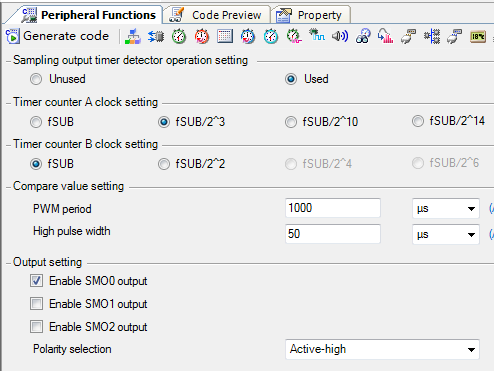 Peripheral Functions Code Preview Property
Generate code
Sampling output timer detector operation setting
Unused Used
Timer counter A clock setting
fSUB fSUB/2^3 fSUB/2^10 fSUB/2^14
Timer counter B clock setting
fSUB fSUB/2^2 fSUB/2^4 fSUB/2^6
Compare value setting
PWM period 1000 µs
High pulse width 50 µs
Output setting
Enable SMO0 output
Enable SMO1 output
Enable SMO2 output
Polarity selection Active-high